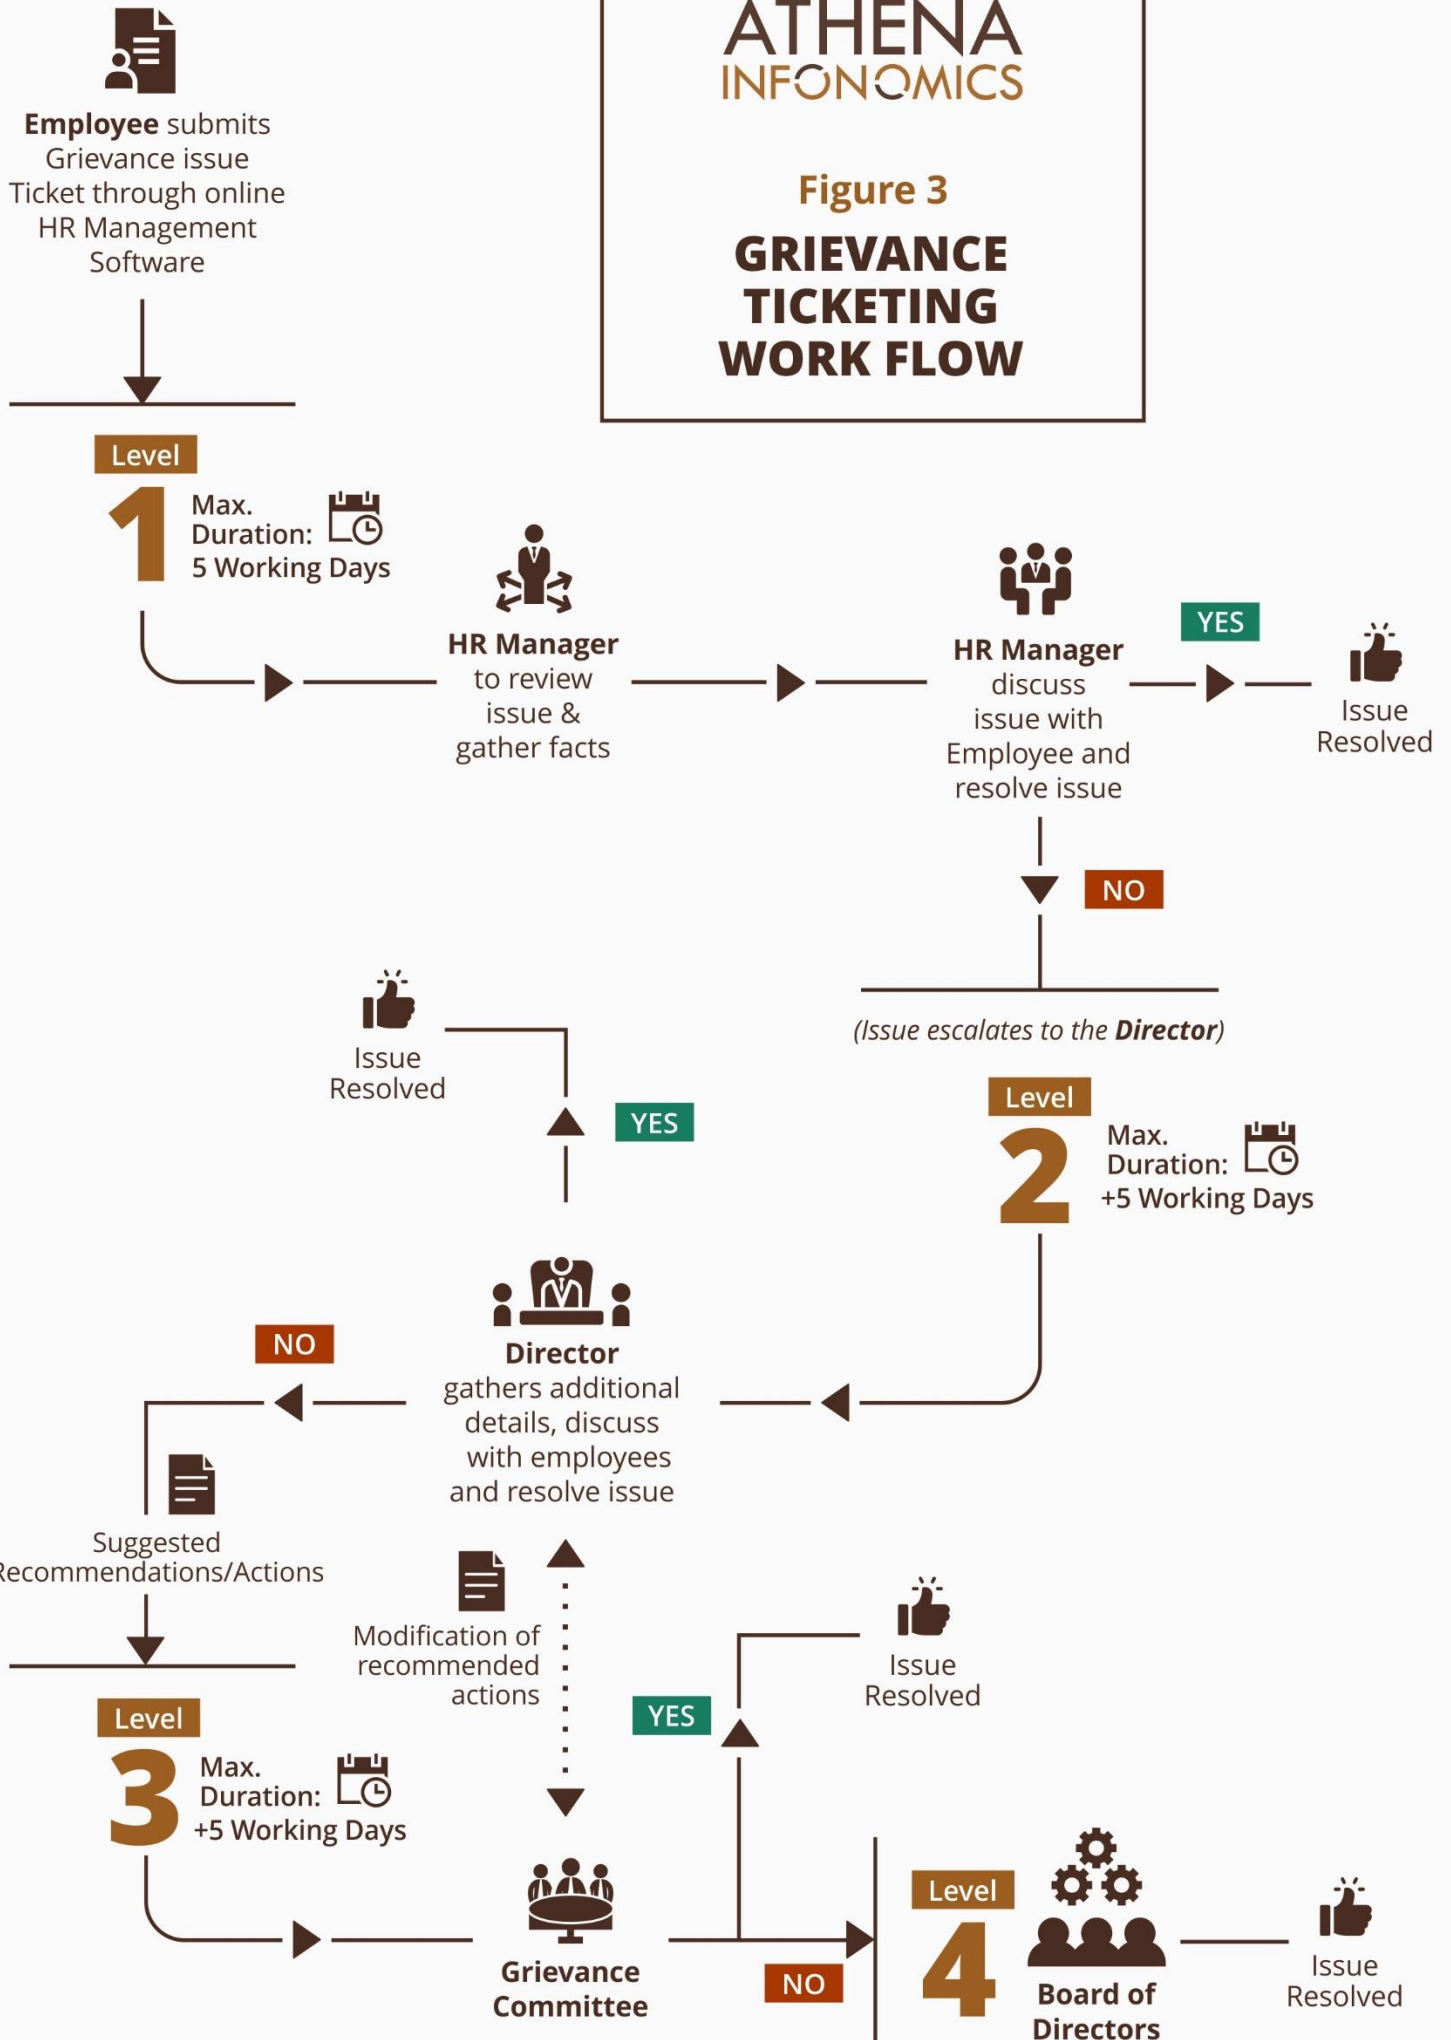 ATHENA
INFONOMICS
Figure 3
GRIEVANCE
TICKETING
WORK FLOW
Employee submits
Grievance issue
Ticket through online
HR Management
Software
Level
1
Max.
Duration:
5 Working Days
HR Manager
to review
issue &
gather facts
HR Manager
discuss
issue with
Employee and
resolve issue
YES
Issue
Resolved
NO
(Issue escalates to the Director)
Level
2
Max.
Duration:
+5 Working Days
Director
gathers additional
details, discuss
with employees
and resolve issue
YES
Issue
Resolved
NO
Suggested
Recommendations/Actions
Level
3
Max.
Duration:
+5 Working Days
Modification of
recommended
actions
Grievance
Committee
YES
Issue
Resolved
NO
Level
4
Board of
Directors
Issue
Resolved